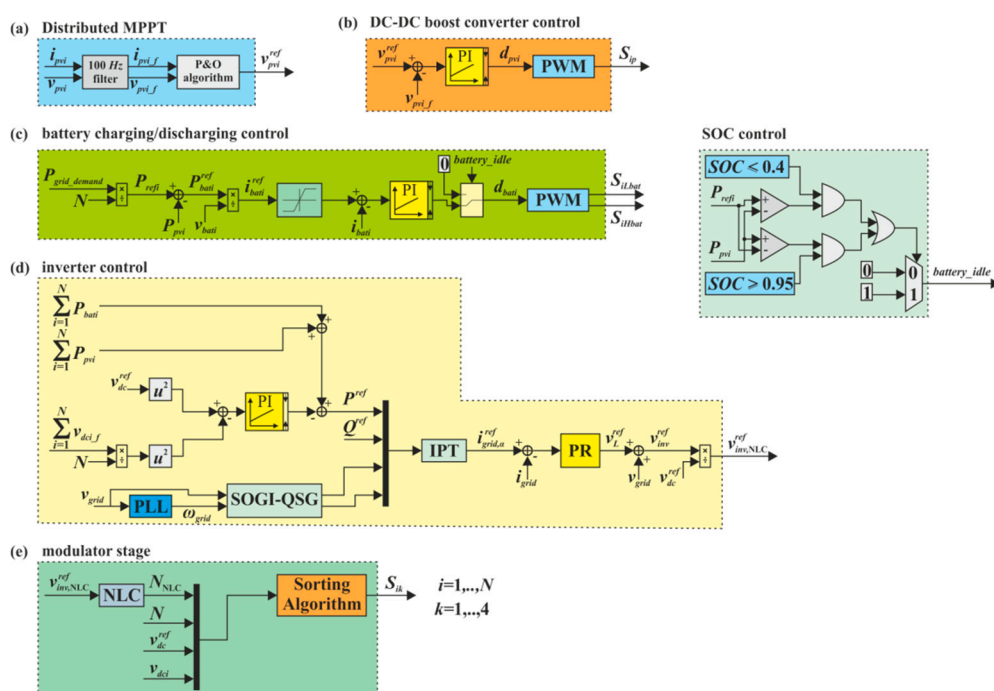 (a) Distributed MPPT
i_pvi
v_pvi
100 Hz
filter
i_pvi_f
v_pvi_f
P&O
algorithm
v_pvi^ref
(b) DC-DC boost converter control
v_pvi^ref
+
-
v_pvi_f
PI
d_pvi
PWM
S_ip
(c) battery charging/discharging control
P_grid_demand
N
×
÷
P_refi
+
-
P_pvi
P_bati^ref
v_bati
×
÷
i_bati^ref
+
-
i_bati
PI
0
battery_idle
d_bati
PWM
S_iLbat
S_iHbat
SOC control
SOC ≤ 0.4
P_refi
P_pvi
+
-
+
-
SOC ≥ 0.95
0
1
0
1
battery_idle
(d) inverter control
∑_{i=1}^{N} P_bati
∑_{i=1}^{N} P_pvi
+
+
v_dc^ref
u²
∑_{i=1}^{N} v_dci_f
N
×
÷
u²
+
-
PI
+
-
P^ref
Q^ref
v_grid
PLL
ω_grid
SOGI-QSG
IPT
i_grid,α^ref
+
-
i_grid
PR
v_L^ref
+
+
v_grid
v_inv^ref
v_dc^ref
×
÷
v_inv,NLC^ref
(e) modulator stage
v_inv,NLC^ref
NLC
N_NLC
N
v_dc^ref
v_dci
Sorting
Algorithm
S_ik
i=1,..,N
k=1,..,4